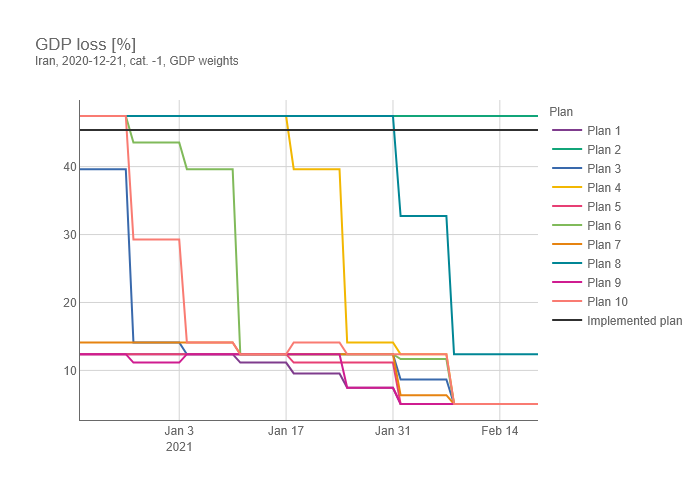 GDP loss [%]
Iran, 2020-12-21, cat. -1, GDP weights
Plan
Plan 1
Plan 2
Plan 3
Plan 4
Plan 5
Plan 6
Plan 7
Plan 8
Plan 9
Plan 10
Implemented plan
40
30
20
10
Jan 3
2021
Jan 17
Jan 31
Feb 14